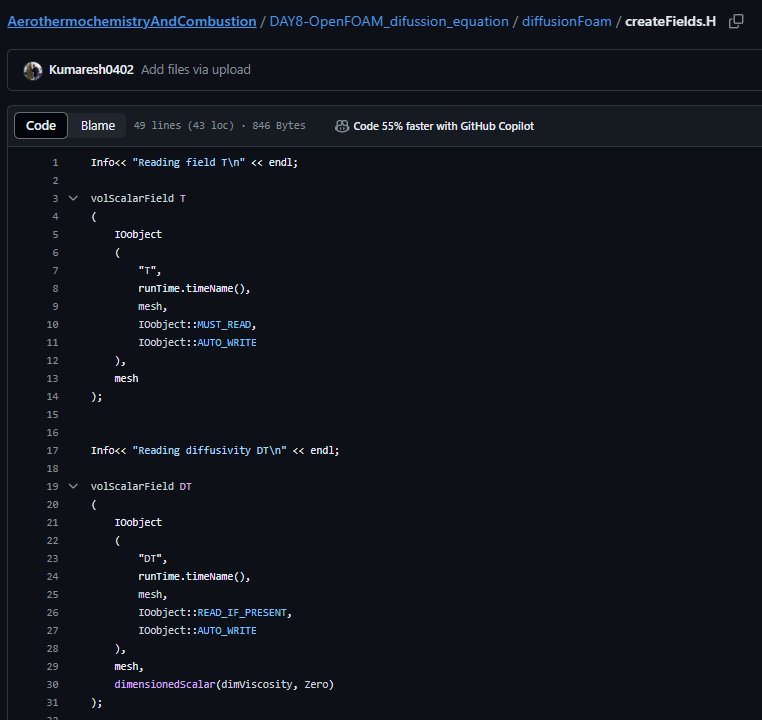 AerothermochemistryAndCombustion / DAY8-OpenFOAM_difussion_equation / diffusionFoam / createFields.H
Kumaresh0402 Add files via upload
Code Blame 49 lines (43 loc) · 846 Bytes Code 55% faster with GitHub Copilot
1 Info<< "Reading field T\n" << endl;
2
3 volScalarField T
4 (
5 IOobject
6 (
7 "T",
8 runTime.timeName(),
9 mesh,
10 IOobject::MUST_READ,
11 IOobject::AUTO_WRITE
12 ),
13 mesh
14 );
15
16
17 Info<< "Reading diffusivity DT\n" << endl;
18
19 volScalarField DT
20 (
21 IOobject
22 (
23 "DT",
24 runTime.timeName(),
25 mesh,
26 IOobject::READ_IF_PRESENT,
27 IOobject::AUTO_WRITE
28 ),
29 mesh,
30 dimensionedScalar(dimViscosity, Zero)
31 );